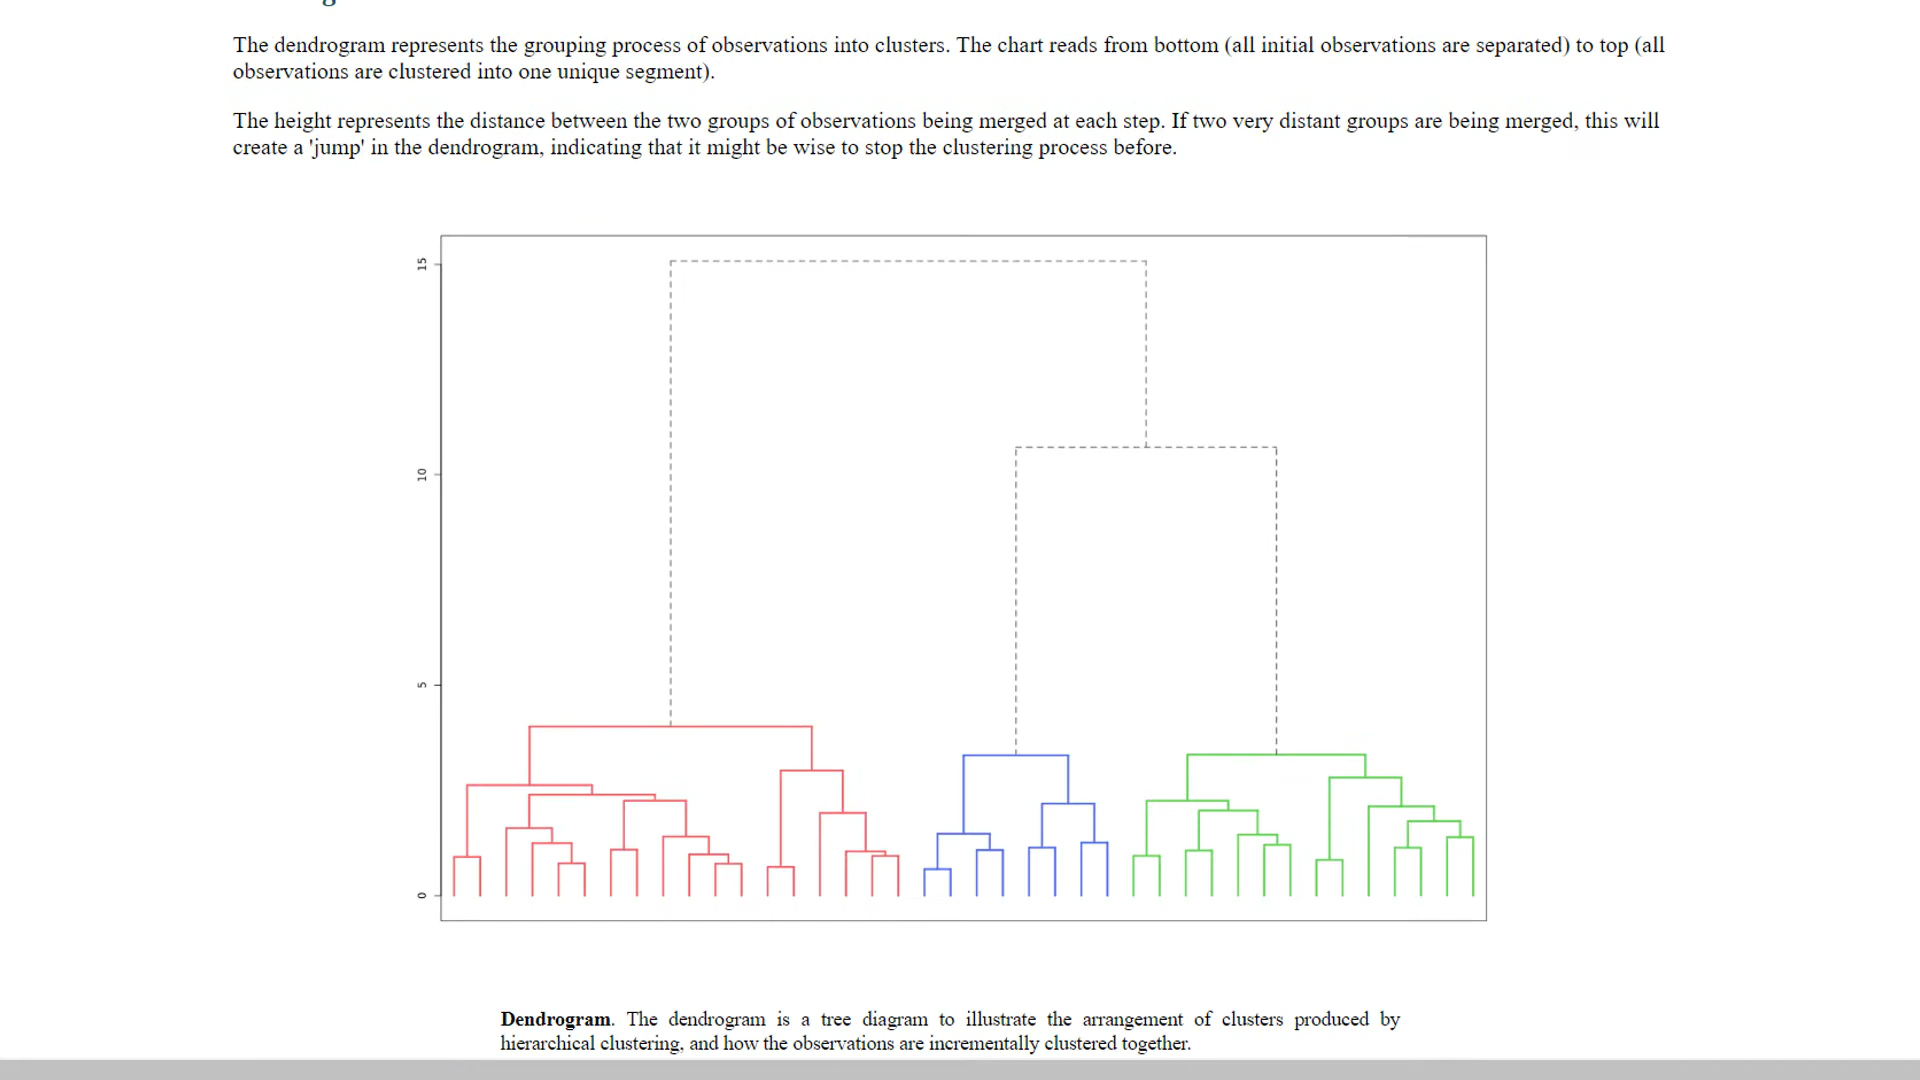 The dendrogram represents the grouping process of observations into clusters. The chart reads from bottom (all initial observations are separated) to top (all
observations are clustered into one unique segment).
The height represents the distance between the two groups of observations being merged at each step. If two very distant groups are being merged, this will
create a 'jump' in the dendrogram, indicating that it might be wise to stop the clustering process before.
15
10
5
0
Dendrogram. The dendrogram is a tree diagram to illustrate the arrangement of clusters produced by
hierarchical clustering, and how the observations are incrementally clustered together.